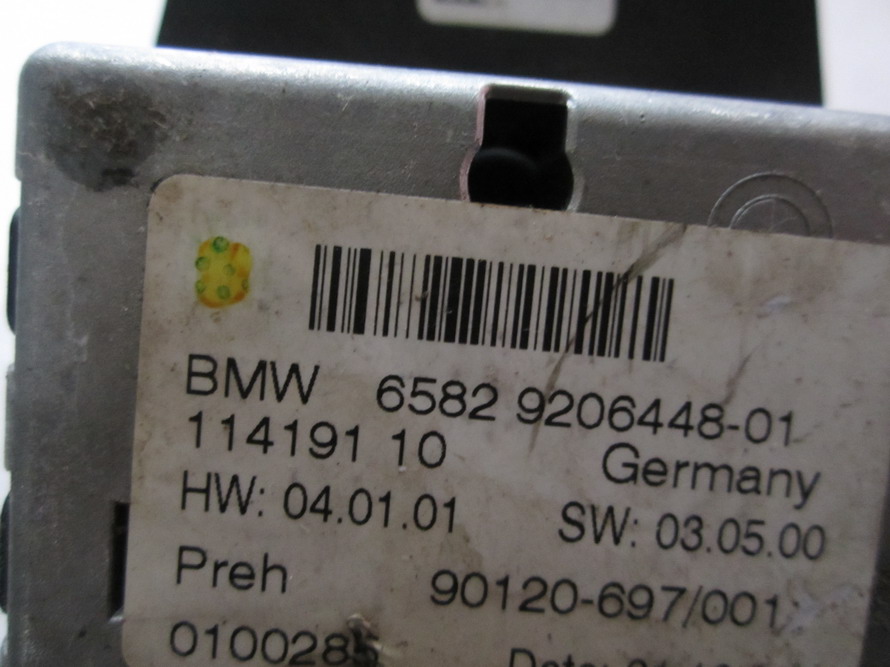 BMW 6582 9206448-01
114191 10 Germany
HW: 04.01.01 SW: 03.05.00
Preh 90120-697/001
0100285